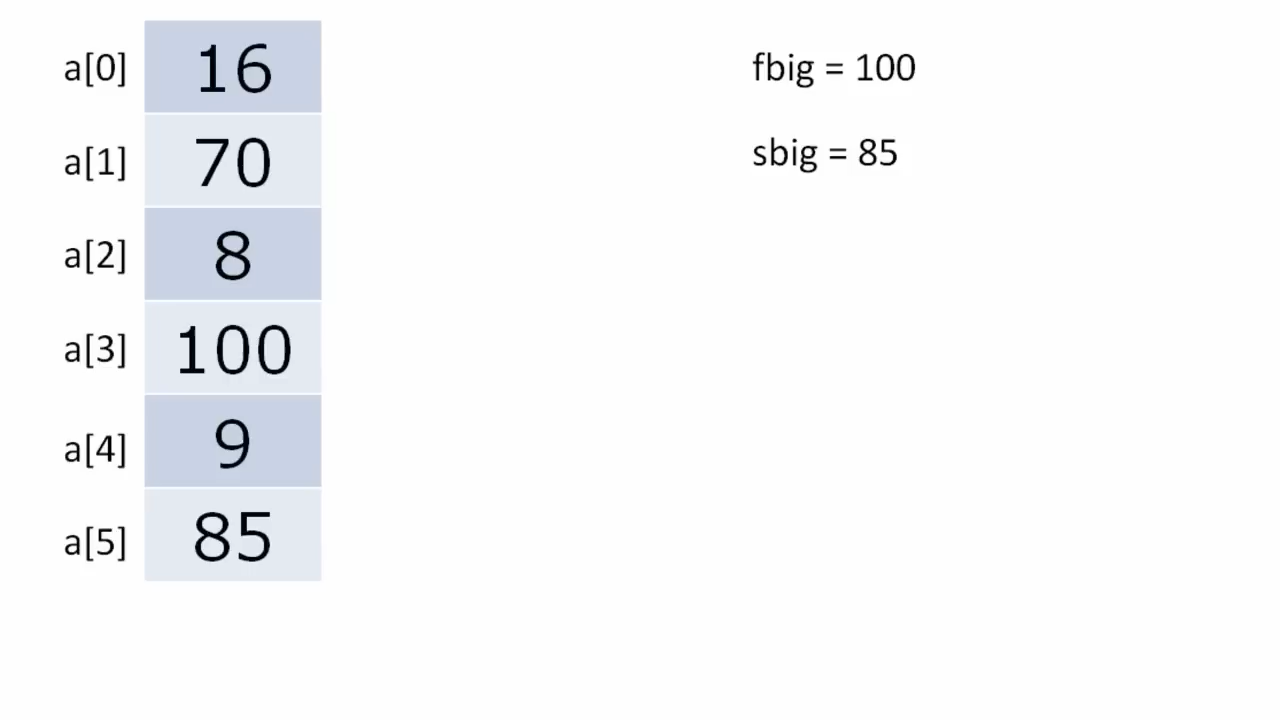 a[0] 16 fbig = 100
a[1] 70 sbig = 85
a[2] 8
a[3] 100
a[4] 9
a[5] 85